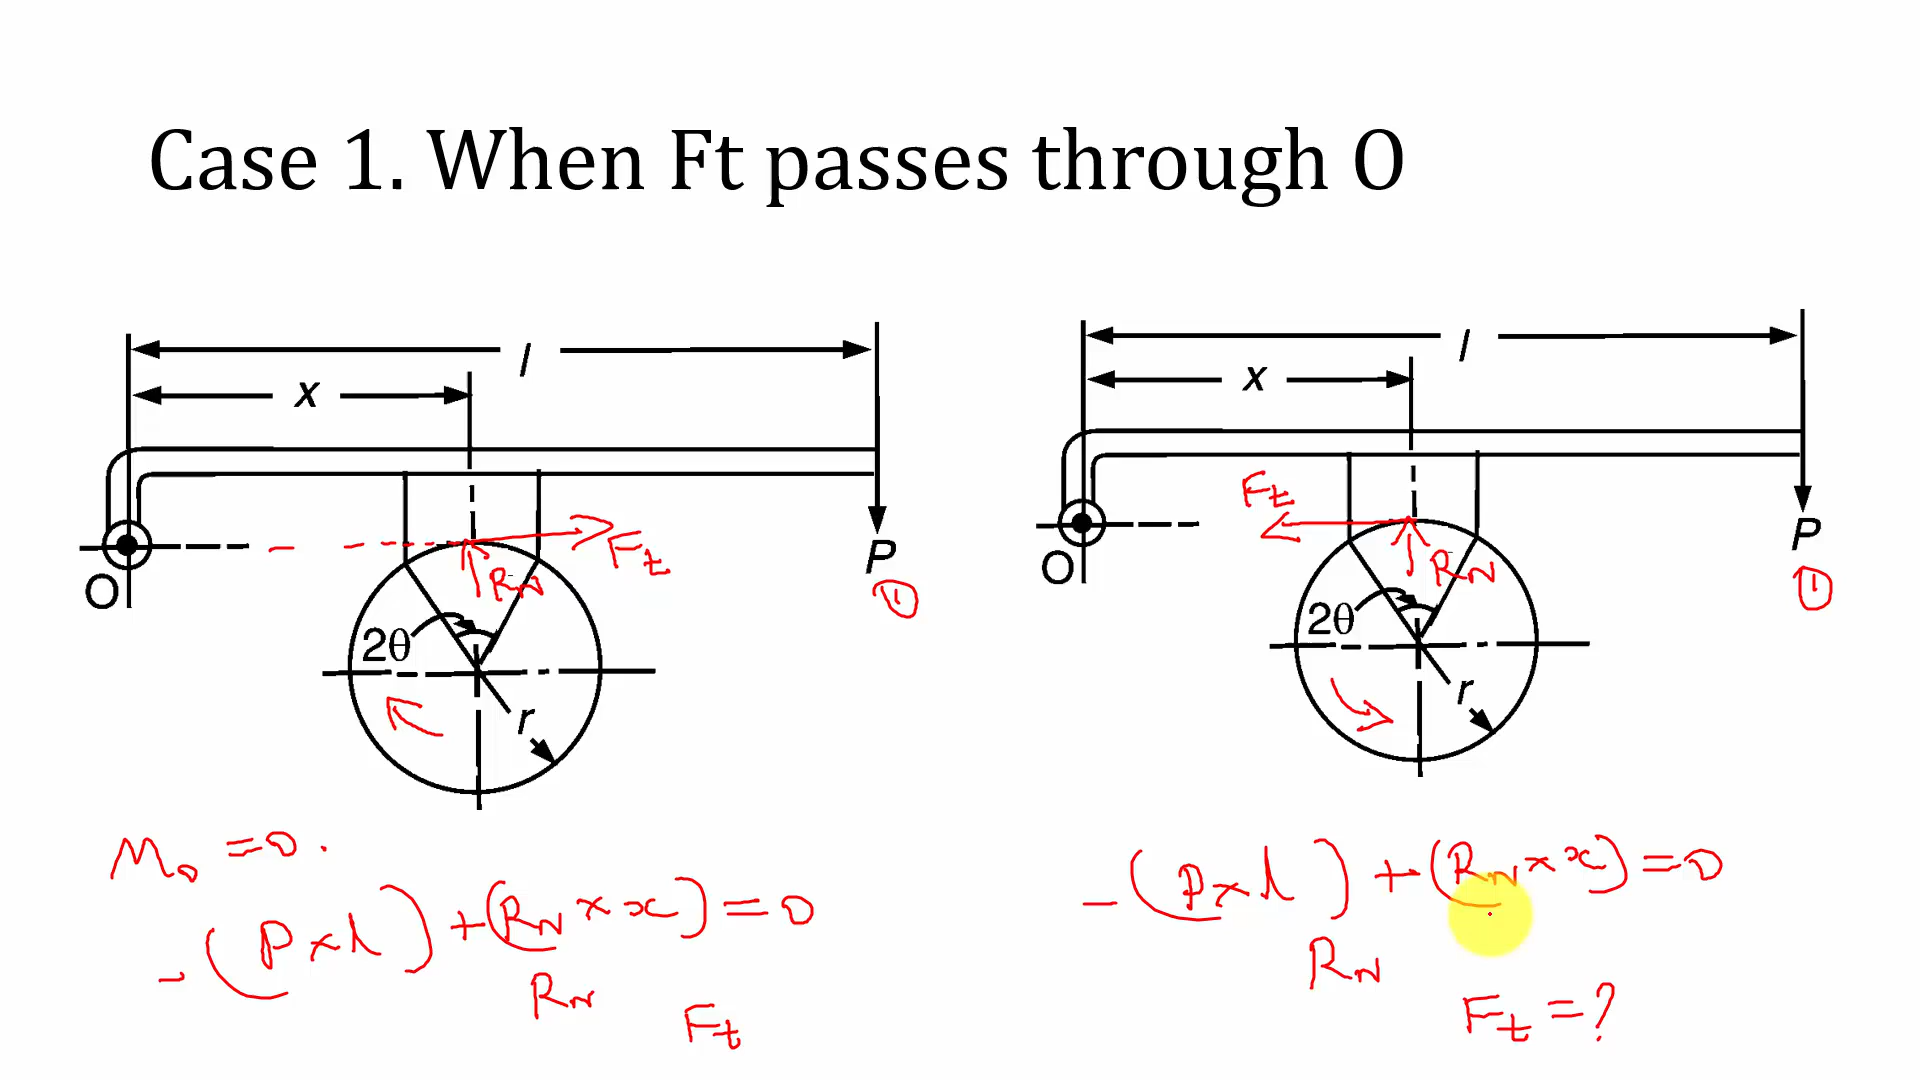 Case 1. When Ft passes through O
l
x
O
2θ
r
P
①
Ft
RN
l
x
O
2θ
r
P
①
Ft
RN
Mo = 0.
- (P x l) + (RN x x) = 0
RN
Ft
- (P x l) + (RN x x) = 0
RN
Ft = ?